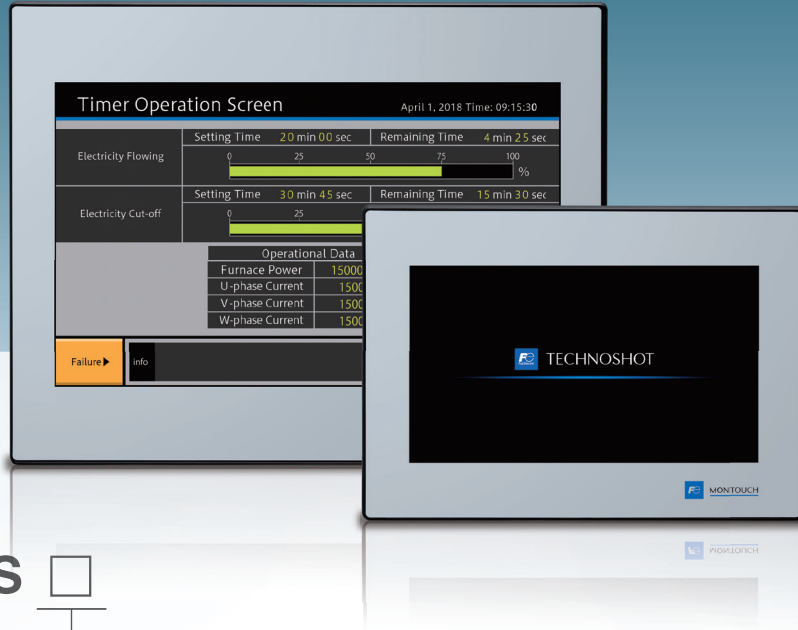 Timer Operation Screen April 1, 2018 Time: 09:15:30
Setting Time 20 min 00 sec Remaining Time 4 min 25 sec
Electricity Flowing
0 25 50 75 100
%
Setting Time 30 min 45 sec Remaining Time 15 min 30 sec
Electricity Cut-off
0 25
Operational Data
Furnace Power 15000
U-phase Current 1500
V-phase Current 1500
W-phase Current 1500
Failure▶ info
Fe TECHNOSHOT
Fe MONTOUCH
S